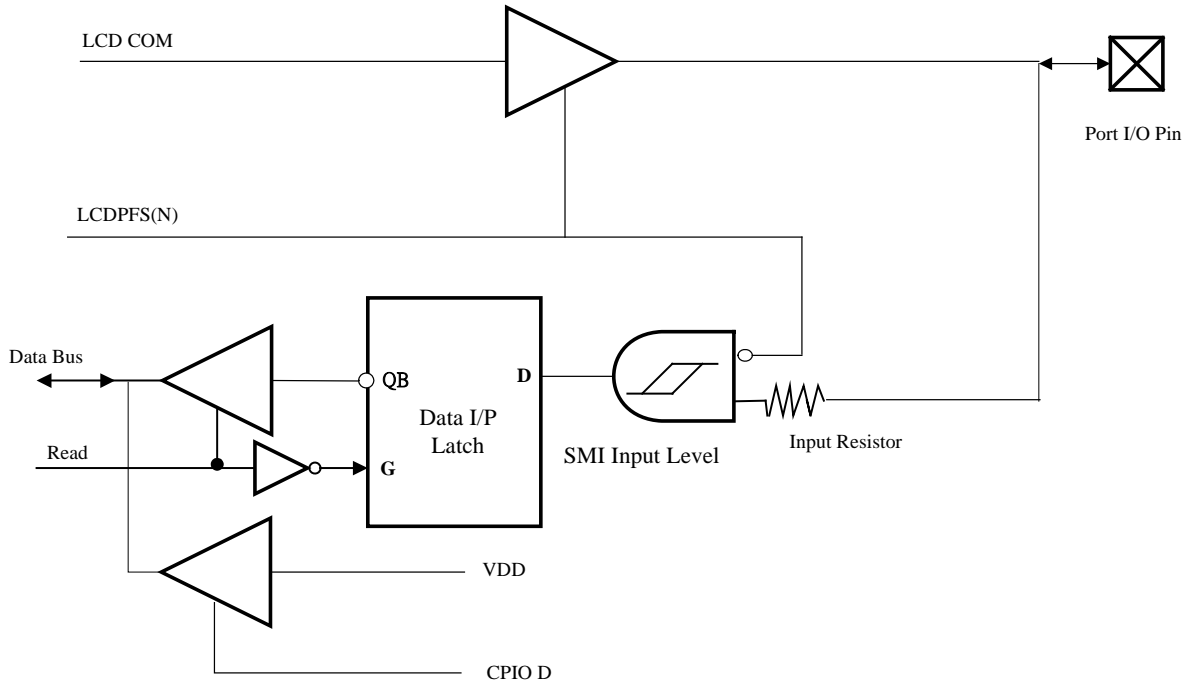 LCD COM
Port I/O Pin
LCDPFS(N)
Data Bus
QB
D
Data I/P
Latch
Input Resistor
Read
G
SMI Input Level
VDD
CPIO D